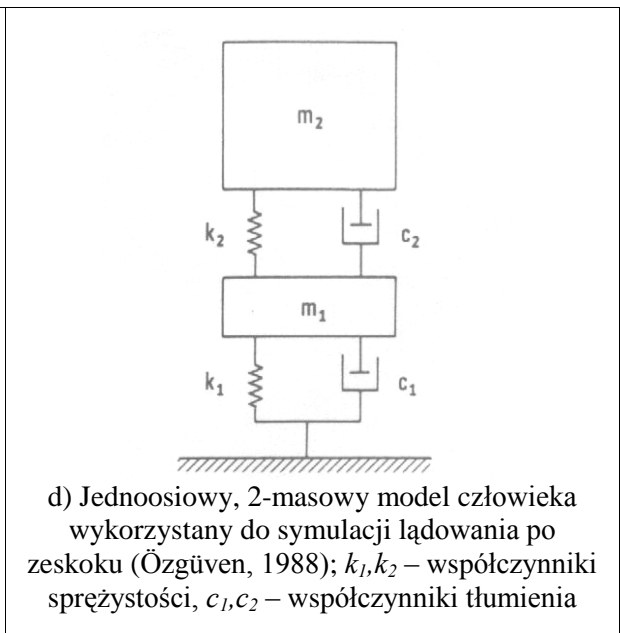 m₂
k₂
c₂
m₁
k₁
c₁
d) Jednoosiowy, 2-masowy model człowieka
wykorzystany do symulacji lądowania po
zeskoku (Özgüven, 1988); k₁,k₂ – współczynniki
sprężystości, c₁,c₂ – współczynniki tłumienia